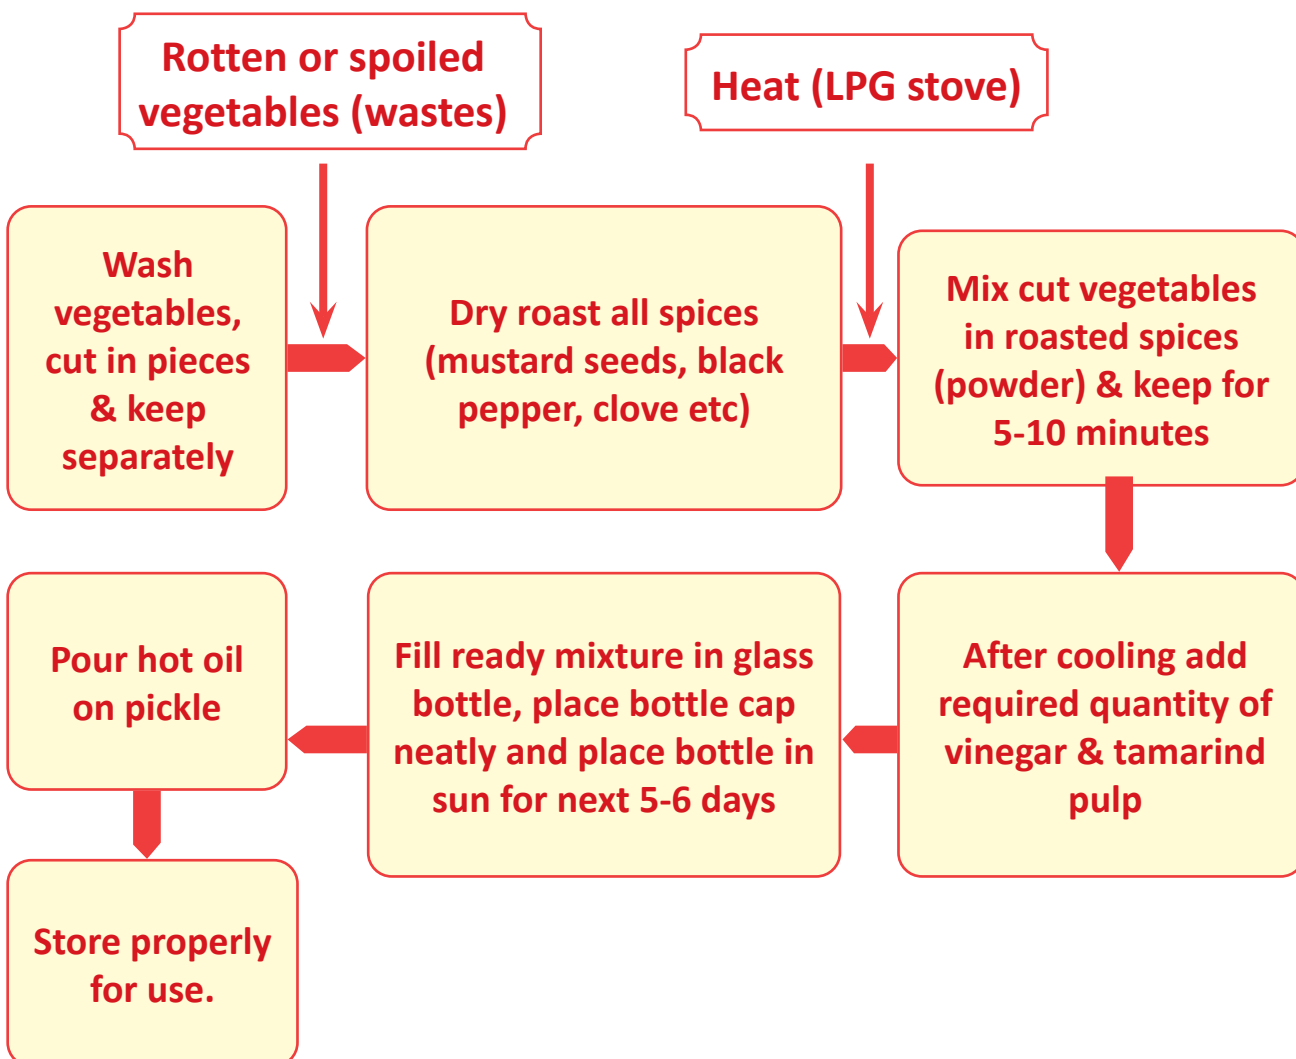 Rotten or spoiled
vegetables (wastes)
Heat (LPG stove)
Wash
vegetables,
cut in pieces
& keep
separately
Dry roast all spices
(mustard seeds, black
pepper, clove etc)
Mix cut vegetables
in roasted spices
(powder) & keep for
5-10 minutes
After cooling add
required quantity of
vinegar & tamarind
pulp
Fill ready mixture in glass
bottle, place bottle cap
neatly and place bottle in
sun for next 5-6 days
Pour hot oil
on pickle
Store properly
for use.